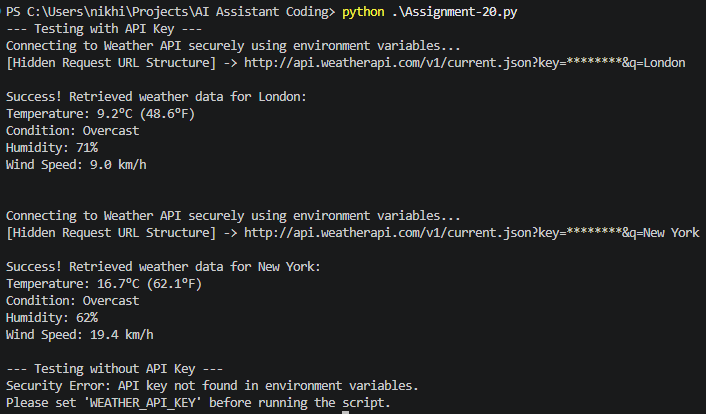 PS C:\Users\nikhi\Projects\AI Assistant Coding> python .\Assignment-20.py
--- Testing with API Key ---
Connecting to Weather API securely using environment variables...
[Hidden Request URL Structure] -> http://api.weatherapi.com/v1/current.json?key=********&q=London
Success! Retrieved weather data for London:
Temperature: 9.2°C (48.6°F)
Condition: Overcast
Humidity: 71%
Wind Speed: 9.0 km/h
Connecting to Weather API securely using environment variables...
[Hidden Request URL Structure] -> http://api.weatherapi.com/v1/current.json?key=********&q=New York
Success! Retrieved weather data for New York:
Temperature: 16.7°C (62.1°F)
Condition: Overcast
Humidity: 62%
Wind Speed: 19.4 km/h
--- Testing without API Key ---
Security Error: API key not found in environment variables.
Please set 'WEATHER_API_KEY' before running the script.